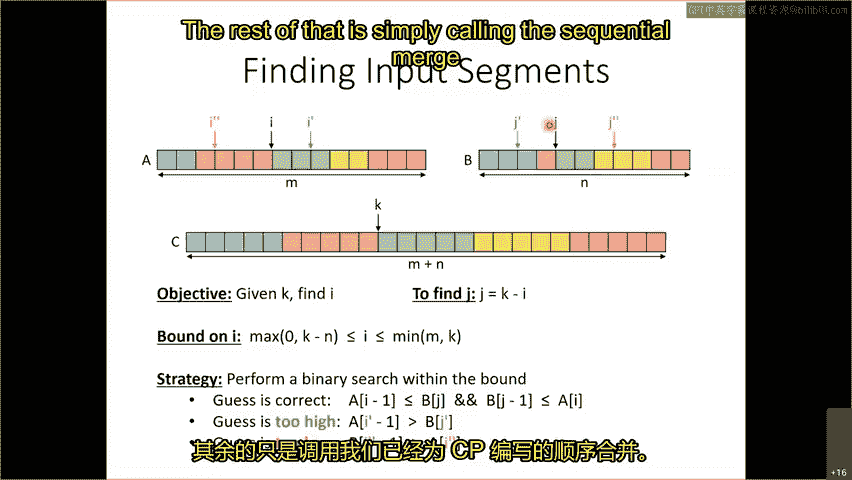 The rest of that is simply calling the sequential
merge
Finding Input Segments
i'' i i' j' j j''
A B
m n
k
C
m + n
Objective: Given k, find i To find j: j = k - i
Bound on i: max(0, k - n) ≤ i ≤ min(m, k)
Strategy: Perform a binary search within the bound
• Guess is correct: A[i - 1] ≤ B[j] && B[j - 1] ≤ A[i]
• Guess is too high: A[i' - 1] > B[j']
其余的只是调用我们已经为 CP 编写的顺序合并。
+16